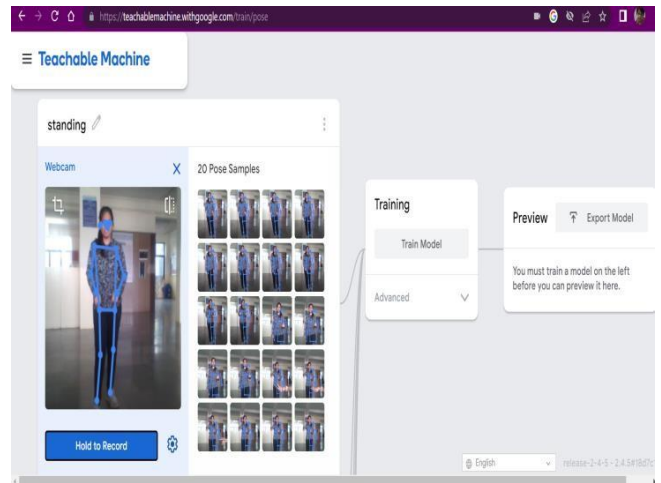 https://teachablemachine.withgoogle.com/train/pose
Teachable Machine
standing
Webcam
X
20 Pose Samples
Hold to Record
Training
Train Model
Advanced
Preview
Export Model
You must train a model on the left
before you can preview it here.
English